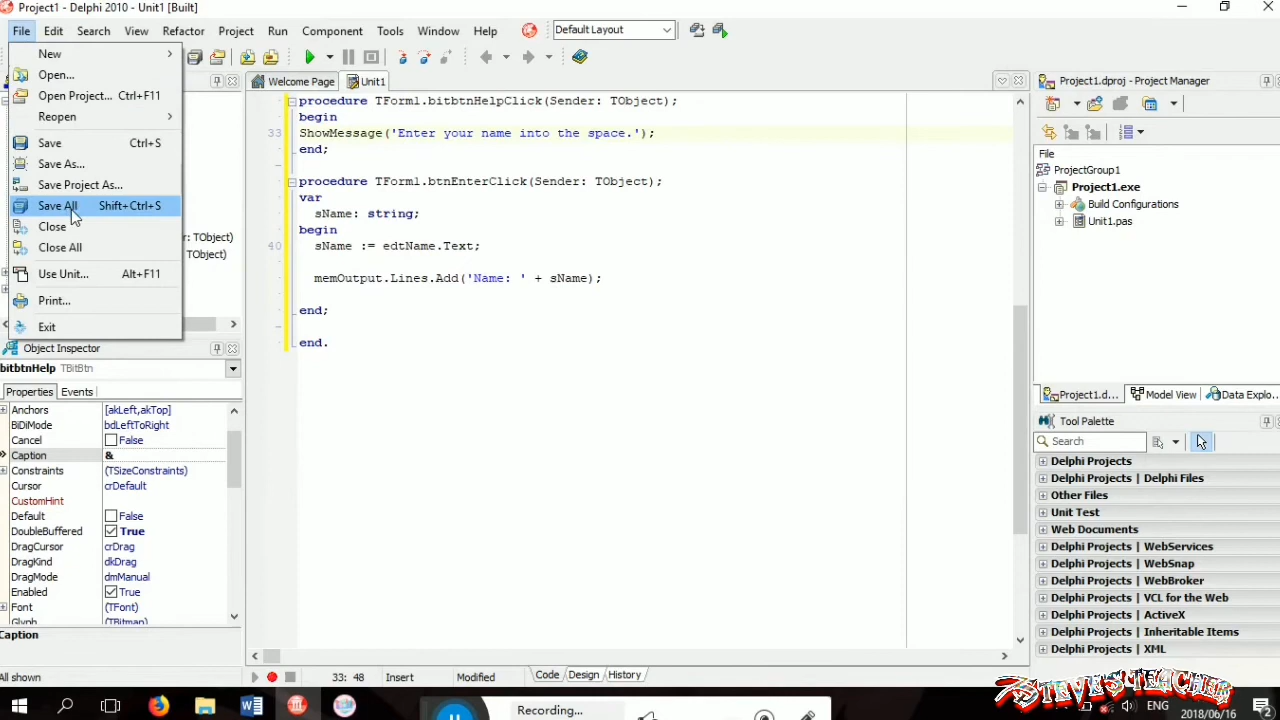 Project1 - Delphi 2010 - Unit1 [Built]
File Edit Search View Refactor Project Run Component Tools Window Help Default Layout
New
Open...
Open Project... Ctrl+F11
Reopen
Save Ctrl+S
Save As...
Save Project As...
Save All Shift+Ctrl+S
Close
Close All
Use Unit... Alt+F11
Print...
Exit
r: TObject)
TObject)
Welcome Page Unit1
procedure TForm1.bitbtnHelpClick(Sender: TObject);
begin
33 ShowMessage('Enter your name into the space.');
end;
procedure TForm1.btnEnterClick(Sender: TObject);
var
sName: string;
begin
40 sName := edtName.Text;
memOutput.Lines.Add('Name: ' + sName);
end;
end.
Object Inspector
bitbtnHelp TBitBtn
Properties Events
Anchors [akLeft,akTop]
BiDiMode bdLeftToRight
Cancel False
Caption &
Constraints (TSizeConstraints)
Cursor crDefault
CustomHint
Default False
DoubleBuffered True
DragCursor crDrag
DragKind dkDrag
DragMode dmManual
Enabled True
Font (TFont)
Glyph (TBitmap)
Caption
All shown
33: 48 Insert Modified Code Design History
Project1.dproj - Project Manager
File
ProjectGroup1
Project1.exe
Build Configurations
Unit1.pas
Project1.d... Model View Data Explo...
Tool Palette
Search
Delphi Projects
Delphi Projects | Delphi Files
Other Files
Unit Test
Web Documents
Delphi Projects | WebServices
Delphi Projects | WebSnap
Delphi Projects | WebBroker
Delphi Projects | VCL for the Web
Delphi Projects | ActiveX
Delphi Projects | Inheritable Items
Delphi Projects | XML
Recording...
ENG
2018/06/16
2